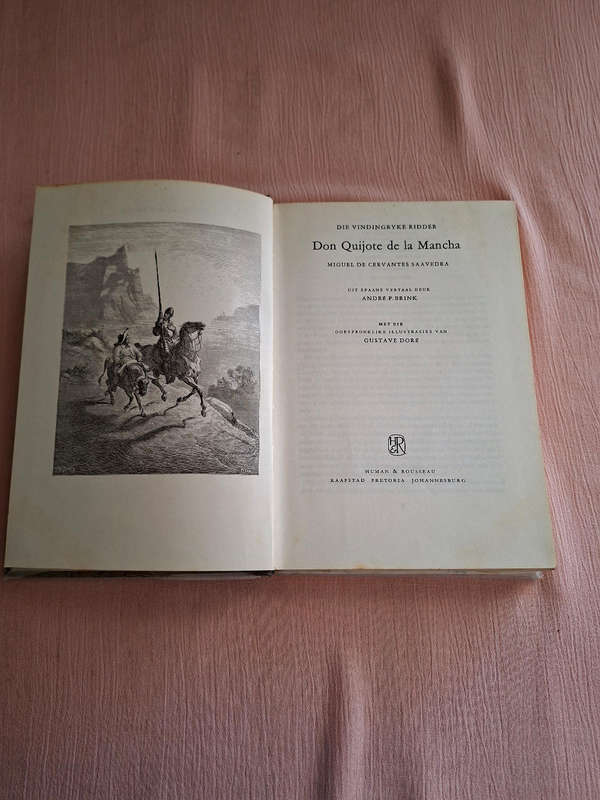 DIE VINDINGRYKE RIDDER
Don Quijote de la Mancha
MIGUEL DE CERVANTES SAAVEDRA
UIT SPAANS VERTAAL DEUR
ANDRÉ P. BRINK
MET DIE
OORSPRONKLIKE ILLUSTRASIES VAN
GUSTAVE DORÉ
H&R
HUMAN & ROUSSEAU
KAAPSTAD PRETORIA JOHANNESBURG